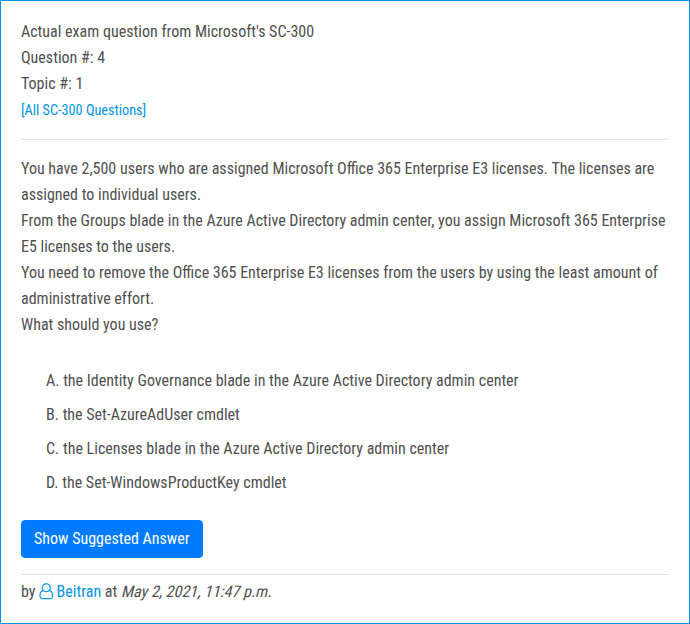 Actual exam question from Microsoft's SC-300
Question #: 4
Topic #: 1
[All SC-300 Questions]
You have 2,500 users who are assigned Microsoft Office 365 Enterprise E3 licenses. The licenses are
assigned to individual users.
From the Groups blade in the Azure Active Directory admin center, you assign Microsoft 365 Enterprise
E5 licenses to the users.
You need to remove the Office 365 Enterprise E3 licenses from the users by using the least amount of
administrative effort.
What should you use?
A. the Identity Governance blade in the Azure Active Directory admin center
B. the Set-AzureAdUser cmdlet
C. the Licenses blade in the Azure Active Directory admin center
D. the Set-WindowsProductKey cmdlet
Show Suggested Answer
by Beitran at May 2, 2021, 11:47 p.m.